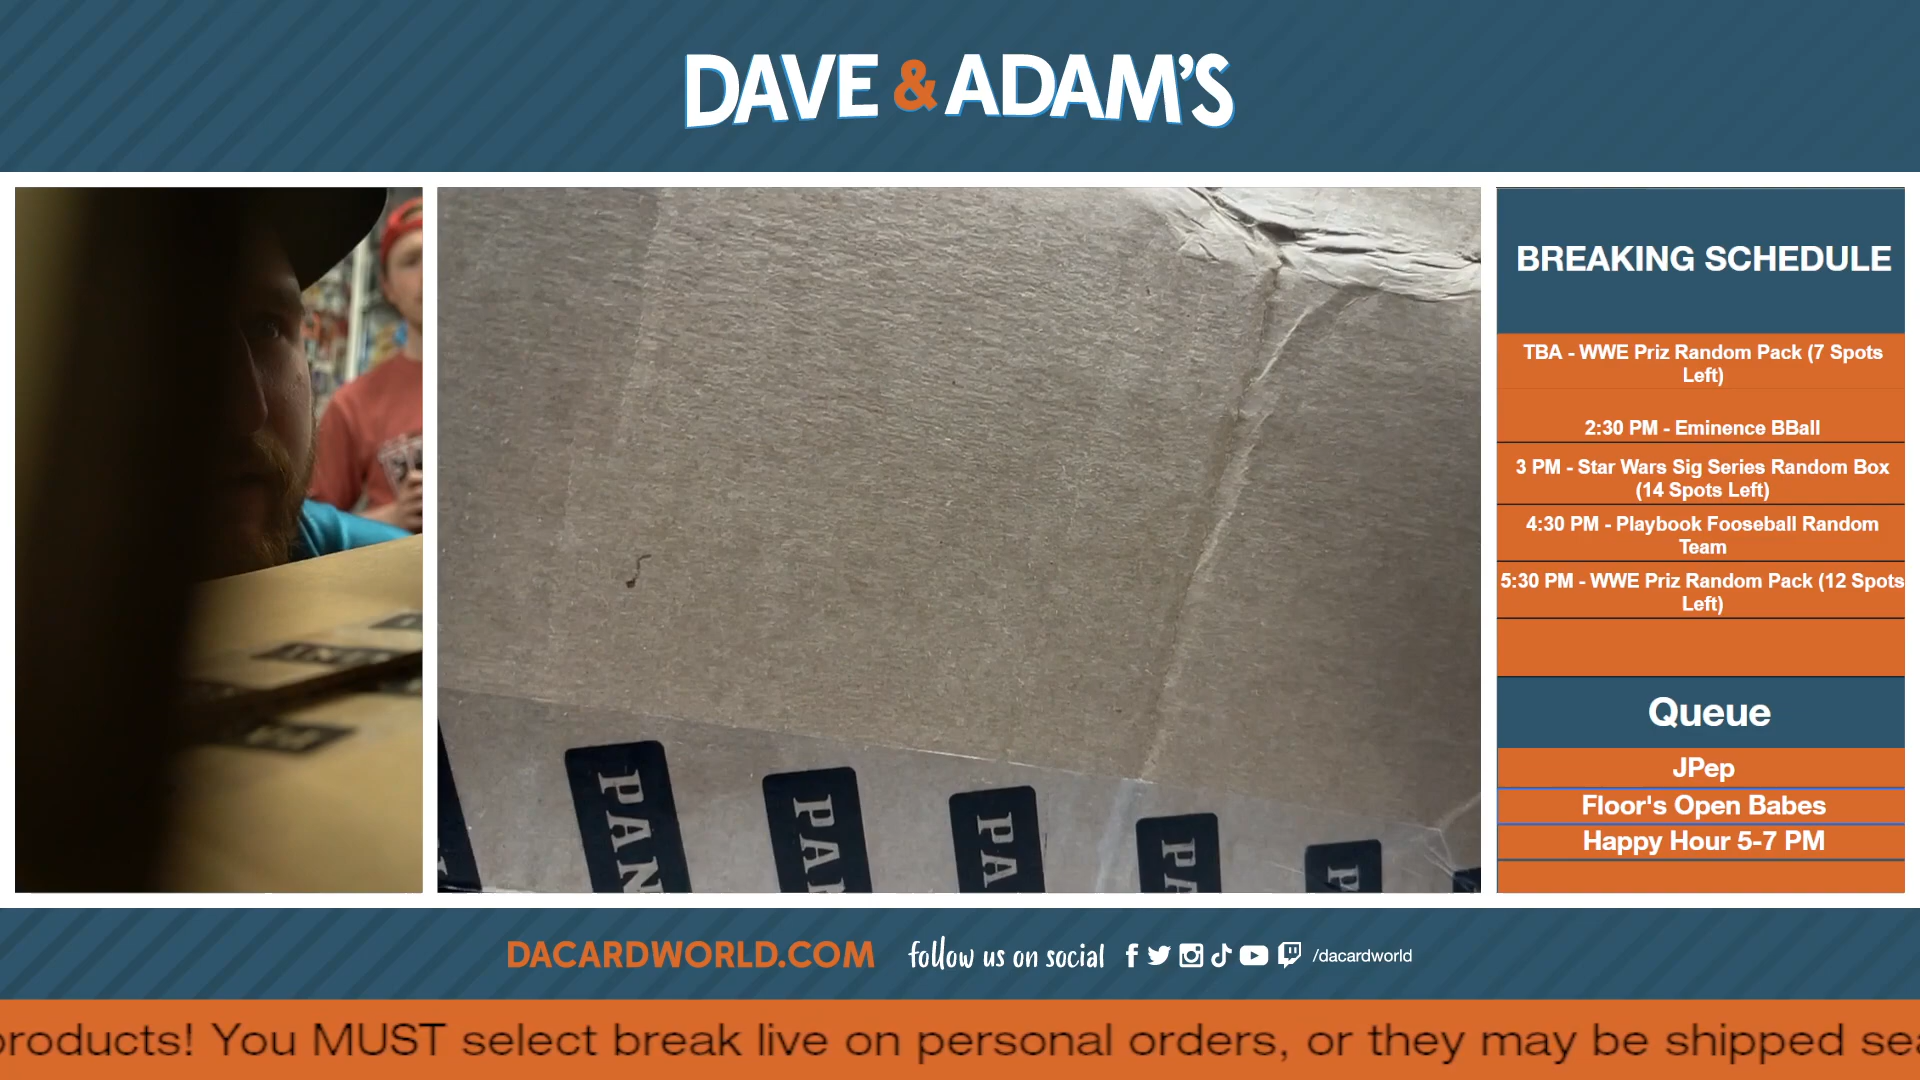 DAVE & ADAM'S
BREAKING SCHEDULE
TBA - WWE Priz Random Pack (7 Spots
Left)
2:30 PM - Eminence BBall
3 PM - Star Wars Sig Series Random Box
(14 Spots Left)
4:30 PM - Playbook Fooseball Random
Team
5:30 PM - WWE Priz Random Pack (12 Spots
Left)
Queue
JPep
Floor's Open Babes
Happy Hour 5-7 PM
PAN
PAN
PA
PA
P
DACARDWORLD.COM
follow us on social
/dacardworld
products! You MUST select break live on personal orders, or they may be shipped sea